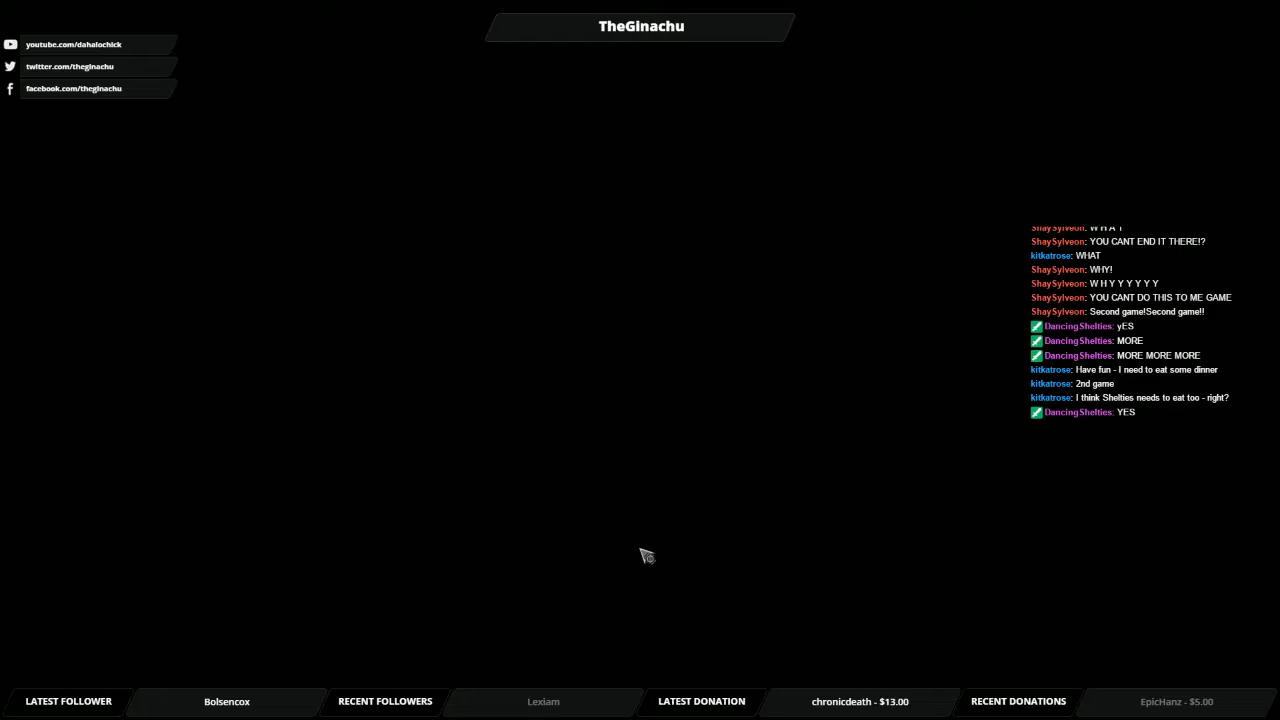 TheGinachu
youtube.com/dahalochick
twitter.com/theginachu
facebook.com/theginachu
ShaySylveon: W H A T
ShaySylveon: YOU CANT END IT THERE!?
kitkatrose: WHAT
ShaySylveon: WHY!
ShaySylveon: W H Y Y Y Y Y Y
ShaySylveon: YOU CANT DO THIS TO ME GAME
ShaySylveon: Second game!Second game!!
DancingShelties: yES
DancingShelties: MORE
DancingShelties: MORE MORE MORE
kitkatrose: Have fun - I need to eat some dinner
kitkatrose: 2nd game
kitkatrose: I think Shelties needs to eat too - right?
DancingShelties: YES
LATEST FOLLOWER Bolsencox RECENT FOLLOWERS Lexiam LATEST DONATION chronicdeath - $13.00 RECENT DONATIONS EpicHanz - $5.00